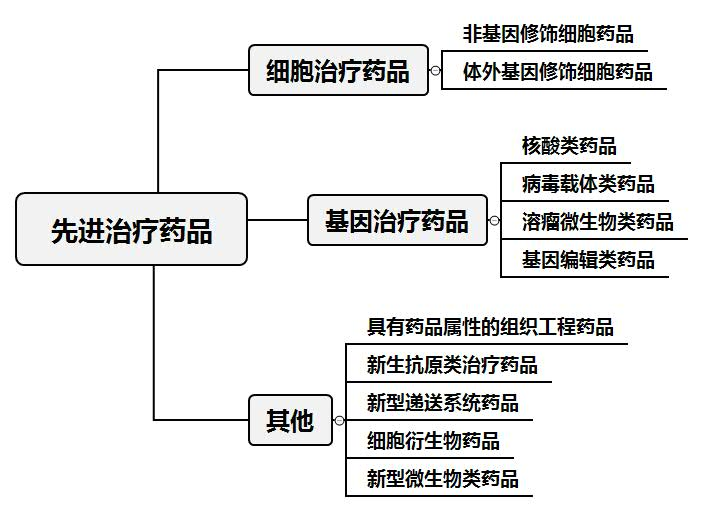 先进治疗药品
细胞治疗药品
非基因修饰细胞药品
体外基因修饰细胞药品
基因治疗药品
核酸类药品
病毒载体类药品
溶瘤微生物类药品
基因编辑类药品
其他
具有药品属性的组织工程药品
新生抗原类治疗药品
新型递送系统药品
细胞衍生物药品
新型微生物类药品